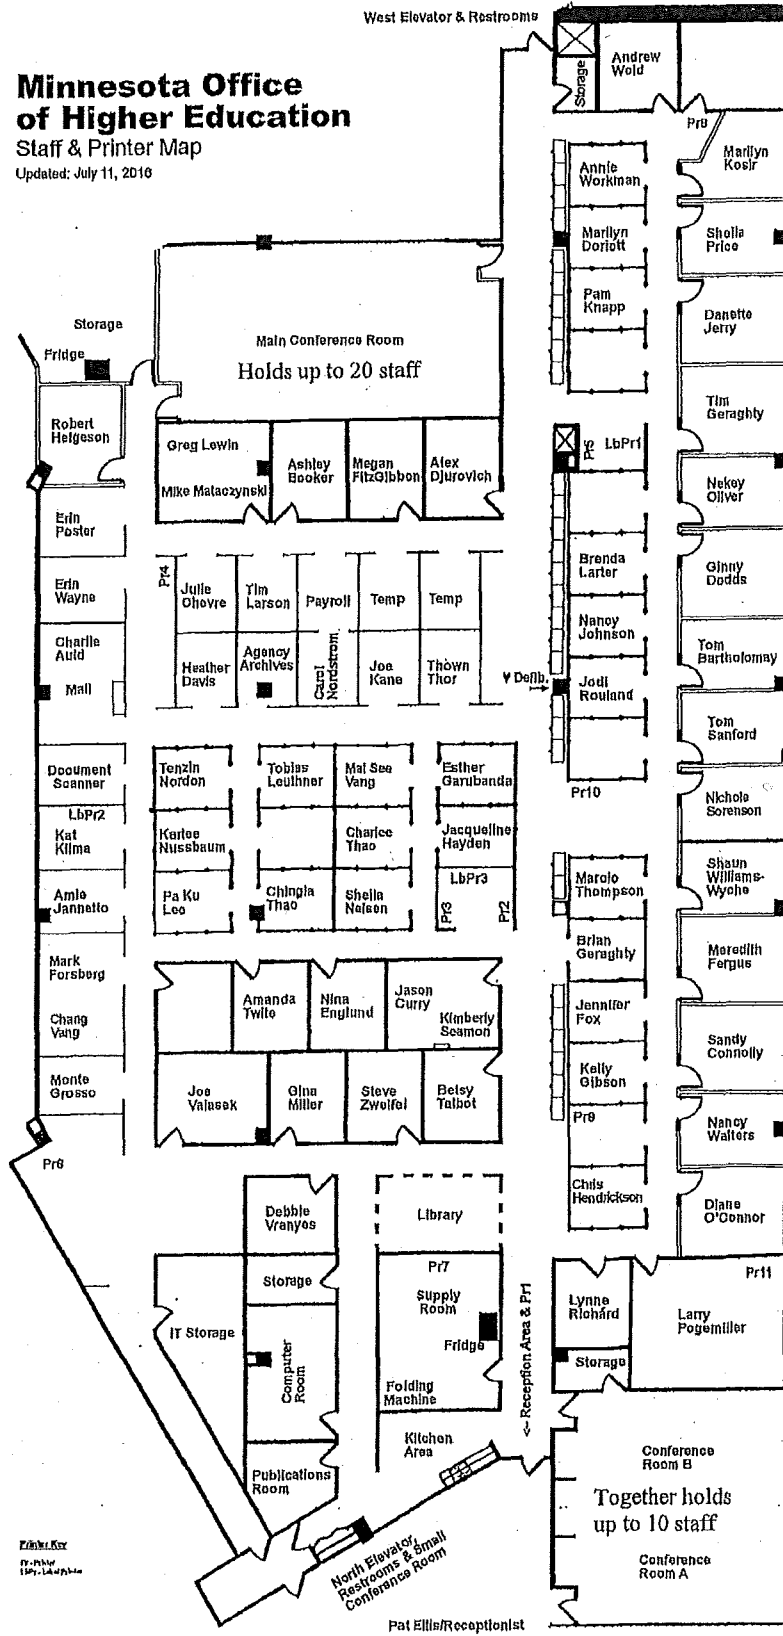 West Elevator & Restrooms
Minnesota Office
of Higher Education
Staff & Printer Map
Updated: July 11, 2016
Storage
Andrew
Wold
Pr8
Marilyn
Kosir
Annie
Workman
Marilyn
Doriott
Sheila
Price
Pam
Knapp
Danette
Jerry
Storage
Fridge
Main Conference Room
Holds up to 20 staff
Tim
Geraghty
Robert
Helgeson
Greg Lewin
Mike Mataczynski
Ashley
Booker
Megan
FitzGibbon
Alex
Djurovich
Pr5
LbPr1
Nekey
Oliver
Erin
Poster
Erin
Wayne
Pr4
Julie
Tim
Larson
Payroll
Temp
Temp
Brenda
Larter
Ginny
Dodds
Charlie
Auld
Mail
Heather
Davis
Agency
Archives
Carol
Nordstrom
Joe
Kane
Thown
Thor
Nancy
Johnson
Tom
Bartholomay
Defib.
Jodi
Rouland
Tom
Sanford
Document
Scanner
LbPr2
Tenzin
Nordon
Tobias
Leuthner
Mai See
Vang
Esther
Garubanda
Pr10
Nichole
Sorenson
Kat
Klima
Karlee
Nussbaum
Charlee
Thao
Jacqueline
Hayden
LbPr3
Shaun
Williams-
Wyche
Amie
Jannetto
Pa Ku
Lee
Chingla
Thao
Sheila
Nelson
Pr3
Pr2
Marolo
Thompson
Mark
Forsberg
Brian
Geraghty
Meredith
Fergus
Chang
Vang
Amanda
Twite
Nina
Englund
Jason
Curry
Kimberly
Seamon
Jennifer
Fox
Sandy
Connolly
Monte
Grosso
Joe
Valasek
Gina
Miller
Steve
Zweifel
Betsy
Talbot
Kelly
Gibson
Pr9
Nancy
Walters
Pr6
Debbie
Vranyes
Library
Chris
Hendrickson
Diane
O'Connor
Storage
Pr7
Supply
Room
Fridge
Folding
Machine
IT Storage
Computer
Room
<- Reception Area & Pr1
Lynne
Richard
Storage
Pr11
Larry
Pogemiller
Kitchen
Area
Publications
Room
Conference
Room B
Together holds
up to 10 staff
Conference
Room A
Printer Key
North Elevator,
Restrooms & Small
Conference Room
Pat Ellis/Receptionist